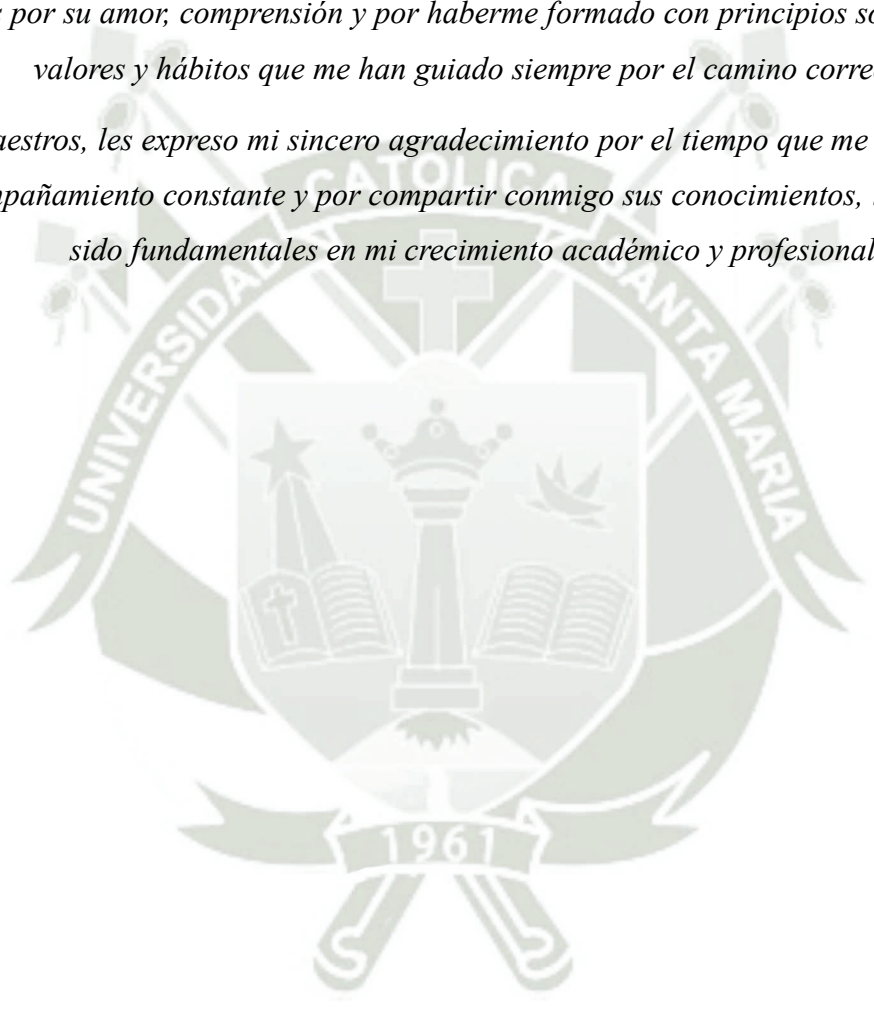 por su amor, comprensión y por haberme formado con principios
valores y hábitos que me han guiado siempre por el camino
les expreso mi sincero agradecimiento por el tiempo que me
constante y por compartir conmigo sus conocimientos,
sido fundamentales en mi crecimiento académico y profesional
UNIVERSIDAD CATOLICA SANTA MARIA
1961